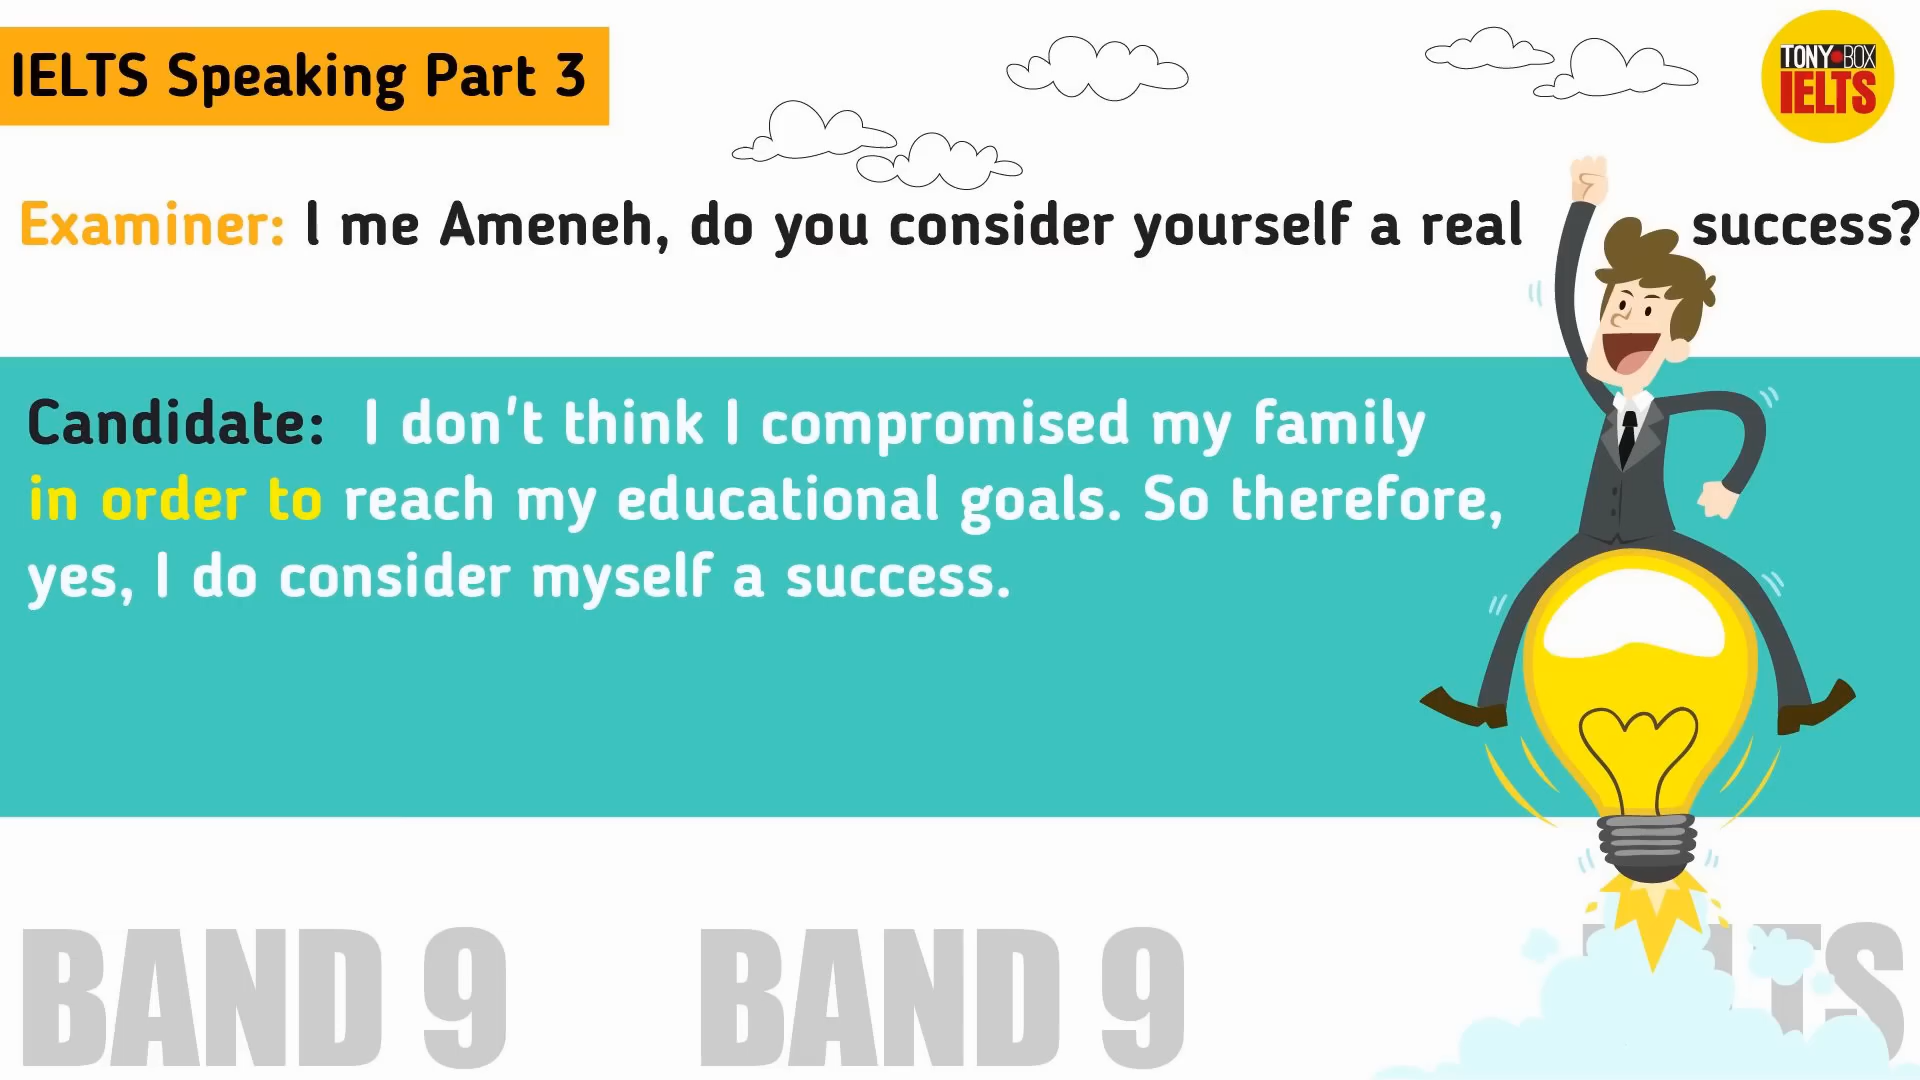 IELTS Speaking Part 3
TONY BOX
IELTS
Examiner: l me Ameneh, do you consider yourself a real success?
Candidate: I don't think I compromised my family
in order to reach my educational goals. So therefore,
yes, I do consider myself a success.
BAND 9 BAND 9